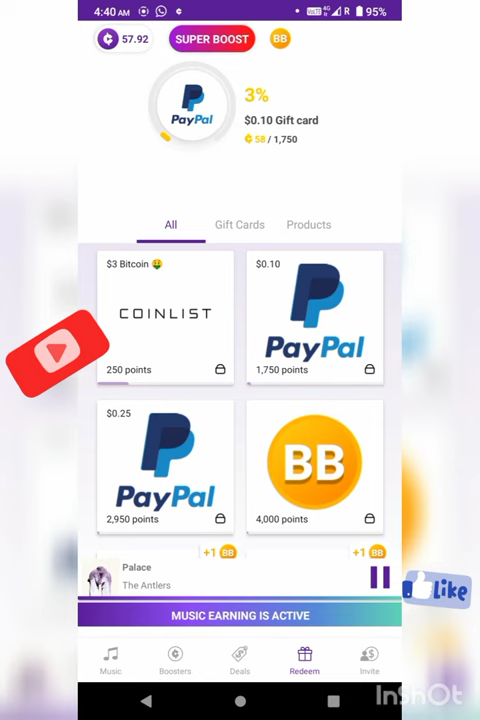 4:40 AM
4G
R
95%
57.92
SUPER BOOST
BB
PayPal
3%
$0.10 Gift card
58 / 1,750
All
Gift Cards
Products
$3 Bitcoin 🤑
COINLIST
250 points
$0.10
PayPal
1,750 points
$0.25
PayPal
2,950 points
BB
4,000 points
+1 BB
+1 BB
Palace
The Antlers
Like
MUSIC EARNING IS ACTIVE
Music
Boosters
Deals
Redeem
Invite
InShOt